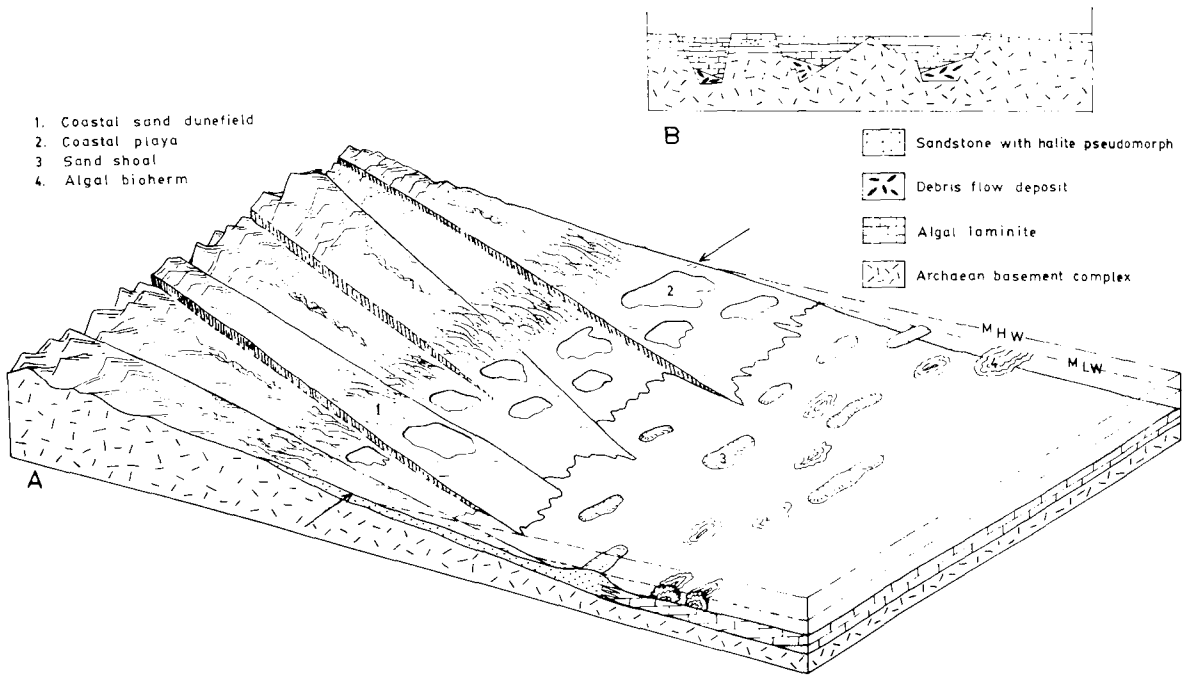 1. Coastal sand dunefield
2. Coastal playa
3 Sand shoal
4. Algal bioherm
B
Sandstone with halite pseudomorph
Debris flow deposit
Algal laminite
Archaean basement complex
2
MHW
MLW
4
1
3
A